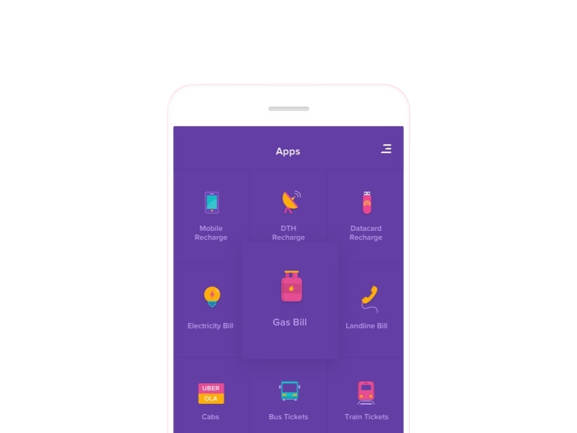 Apps
Mobile
Recharge
DTH
Recharge
Datacard
Recharge
Electricity Bill
Gas Bill
Landline Bill
UBER
OLA
Cabs
Bus Tickets
Train Tickets